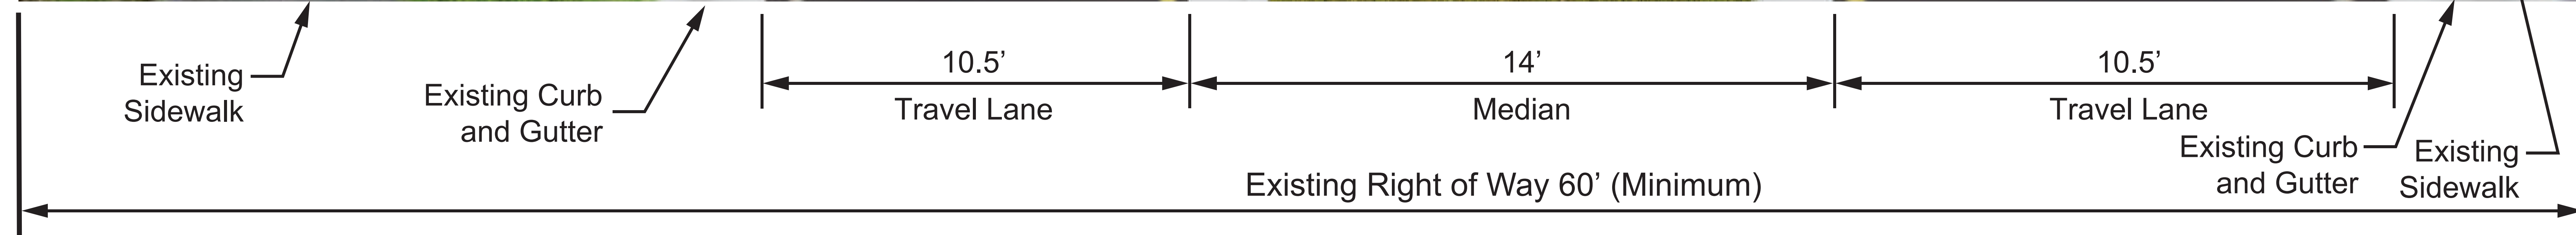 10.5’
14’
10.5’
Existing
Sidewalk
Existing Curb
and Gutter
Travel Lane
Median
Travel Lane
Existing Curb
and Gutter
Existing
Sidewalk
Existing Right of Way 60’ (Minimum)